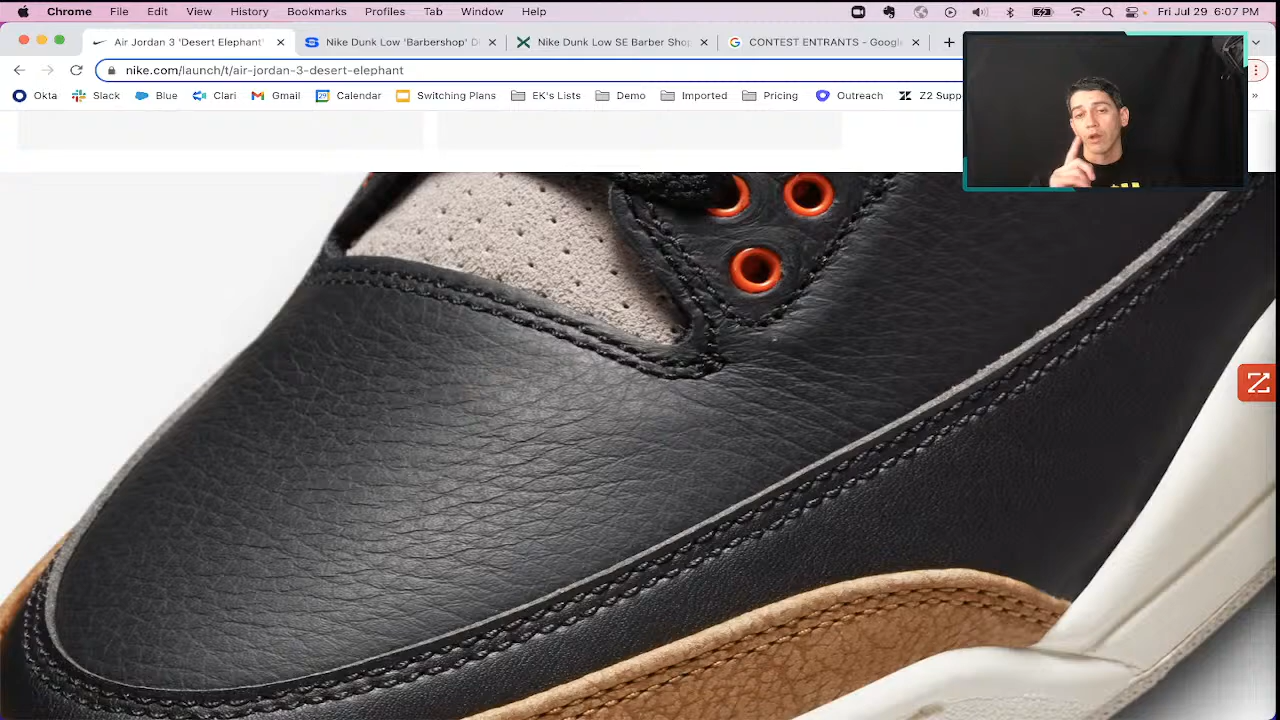 Chrome File Edit View History Bookmarks Profiles Tab Window Help Fri Jul 29 6:07 PM
Air Jordan 3 'Desert Elephant' Nike Dunk Low 'Barbershop' D Nike Dunk Low SE Barber Sho CONTEST ENTRANTS - Google
nike.com/launch/t/air-jordan-3-desert-elephant
Okta Slack Blue Clari Gmail Calendar Switching Plans EK's Lists Demo Imported Pricing Outreach Z2 Supp »